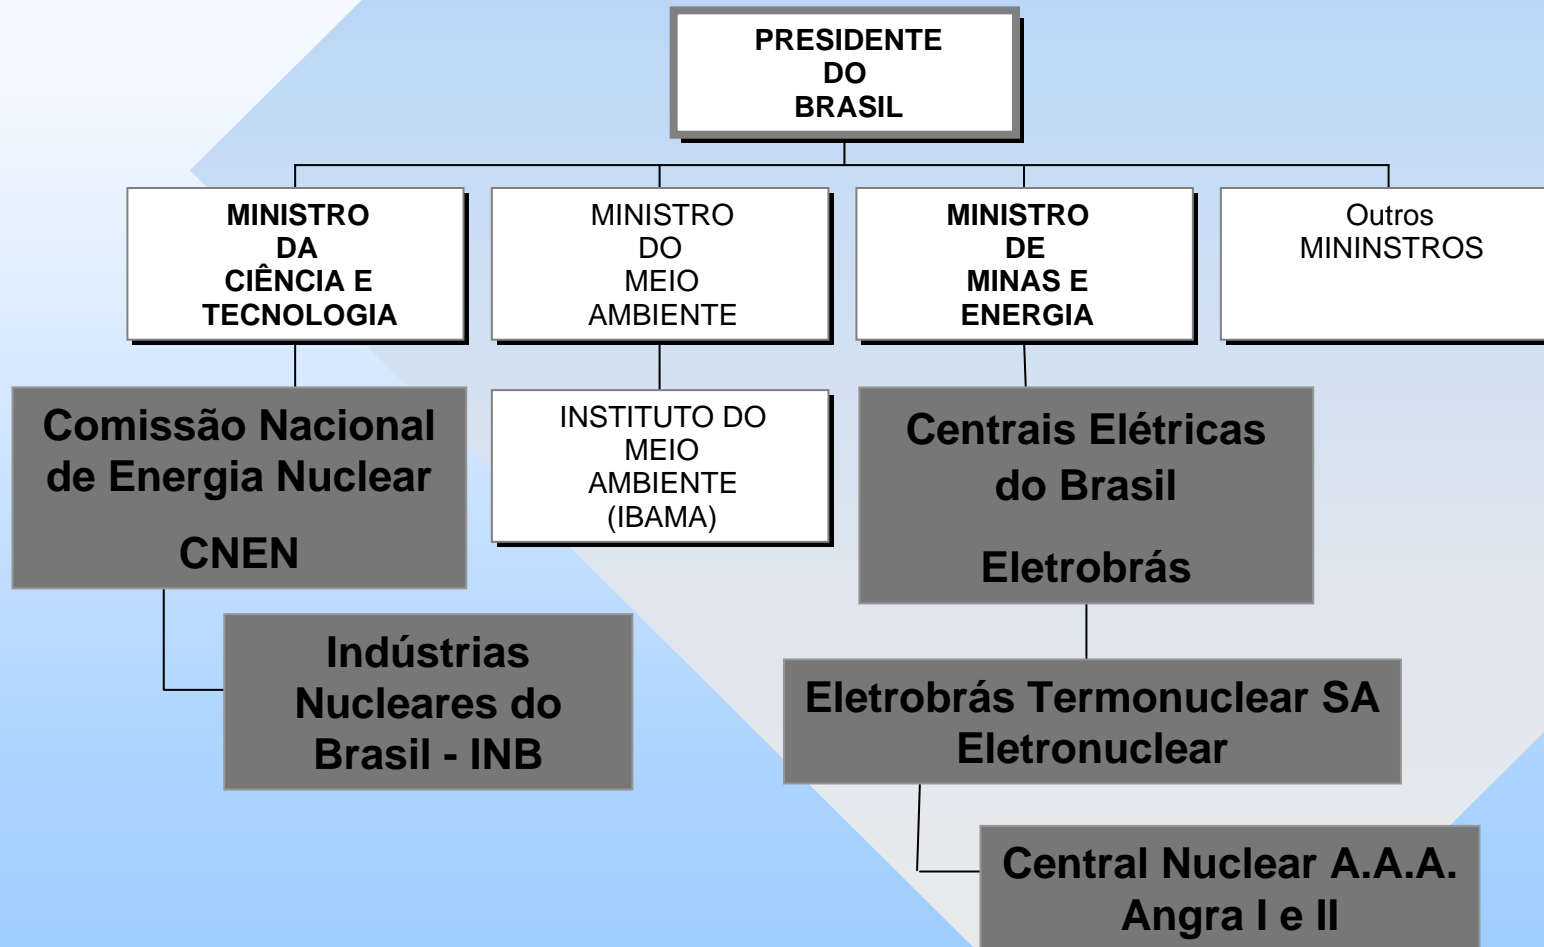 PRESIDENTE
DO
BRASIL
MINISTRO
DA
CIÊNCIA E
TECNOLOGIA
MINISTRO
DO
MEIO
AMBIENTE
MINISTRO
DE
MINAS E
ENERGIA
Outros
MININSTROS
Comissão Nacional
de Energia Nuclear
CNEN
INSTITUTO DO
MEIO
AMBIENTE
(IBAMA)
Centrais Elétricas
do Brasil
Eletrobrás
Indústrias
Nucleares do
Brasil - INB
Eletrobrás Termonuclear SA
Eletronuclear
Central Nuclear A.A.A.
Angra I e II